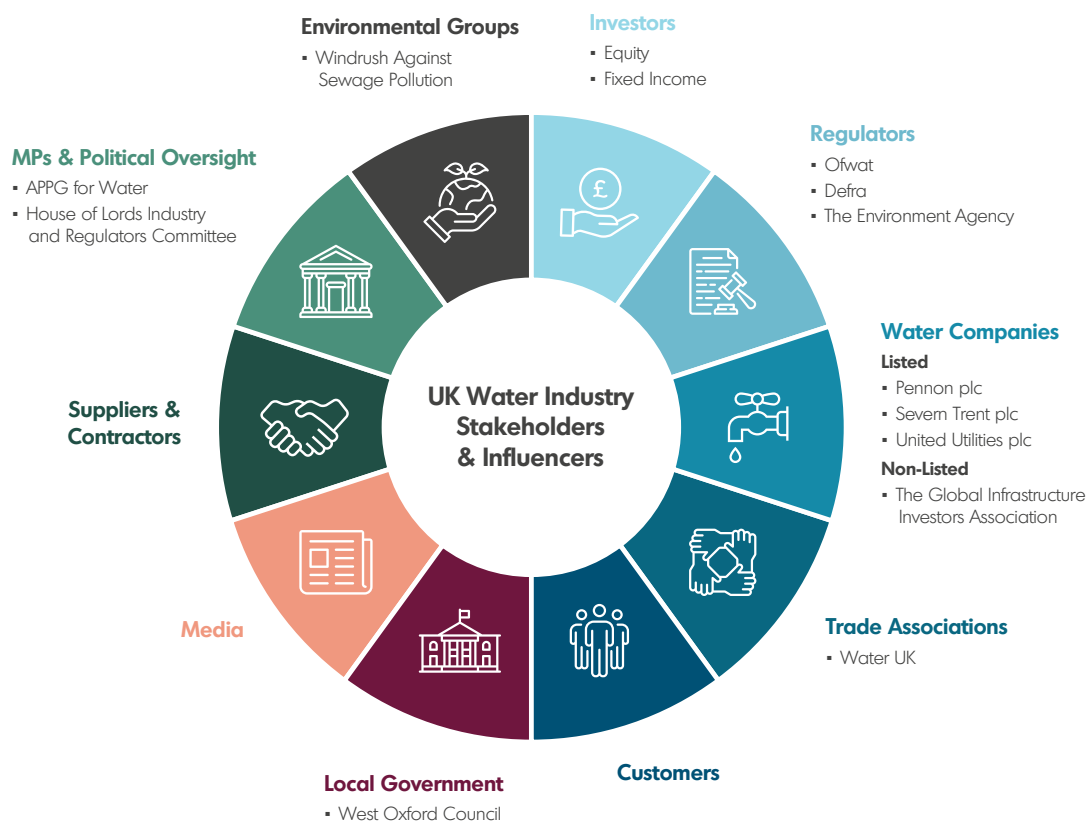 Environmental Groups
▪ Windrush Against
Sewage Pollution
Investors
▪ Equity
▪ Fixed Income
Regulators
▪ Ofwat
▪ Defra
▪ The Environment Agency
Water Companies
Listed
▪ Pennon plc
▪ Severn Trent plc
▪ United Utilities plc
Non-Listed
▪ The Global Infrastructure
Investors Association
Trade Associations
▪ Water UK
Customers
Local Government
▪ West Oxford Council
Media
Suppliers &
Contractors
MPs & Political Oversight
▪ APPG for Water
▪ House of Lords Industry
and Regulators Committee
£
UK Water Industry
Stakeholders
& Influencers